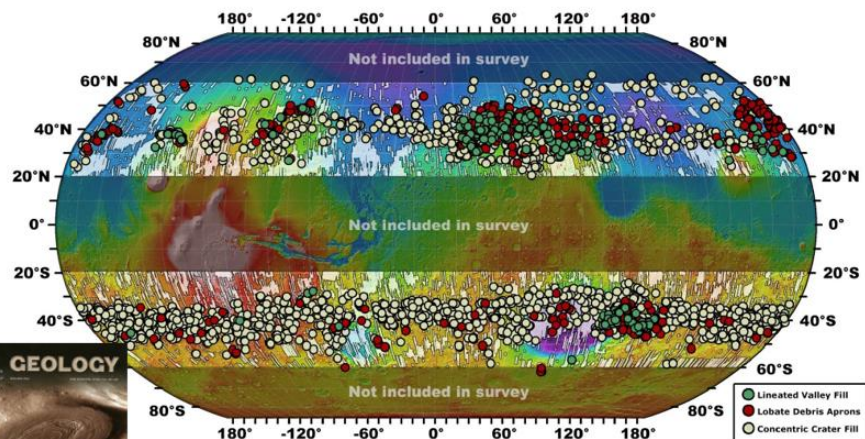 180° -120° -60° 0° 60° 120° 180°
80°N 80°N
Not included in survey
60°N 60°N
40°N 40°N
20°N 20°N
0° Not included in survey 0°
20°S 20°S
40°S 40°S
GEOLOGY
60°S
Not included in survey
80°S 80°S
Lineated Valley Fill
Lobate Debris Aprons
Concentric Crater Fill
180° -120° -60° 0° 60° 120° 180°